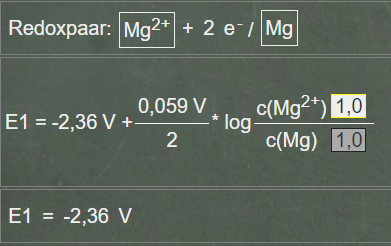 Redoxpaar: Mg²⁺ + 2 e⁻ / Mg
E1 = -2,36 V + 0,059 V / 2 * log c(Mg²⁺) 1,0 / c(Mg) 1,0
E1 = -2,36 V